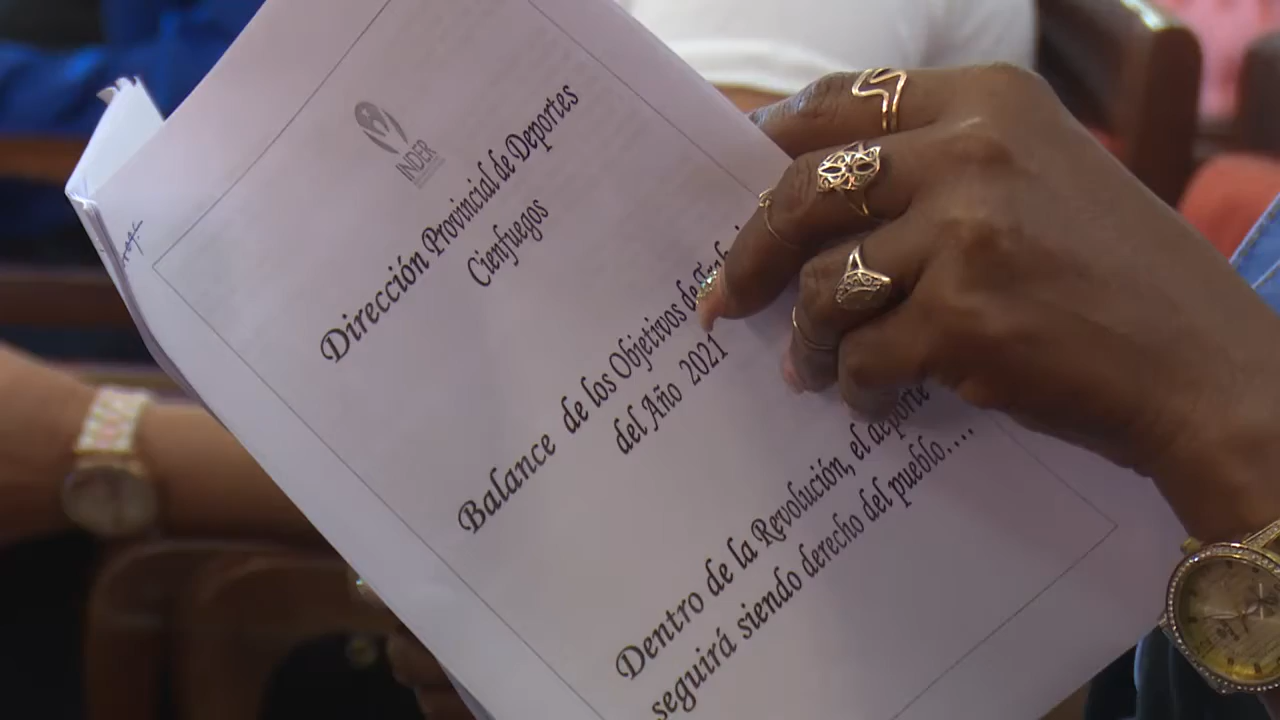 INDER
Dirección Provincial de Deportes
Cienfuegos
Balance de los Objetivos de
del Año 2021
Dentro de la Revolución, el deporte
seguirá siendo derecho del pueblo....